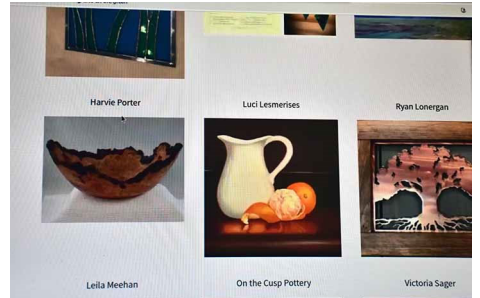 Harvie Porter
Luci Lesmerises
Ryan Lonergan
Leila Meehan
On the Cusp Pottery
Victoria Sager